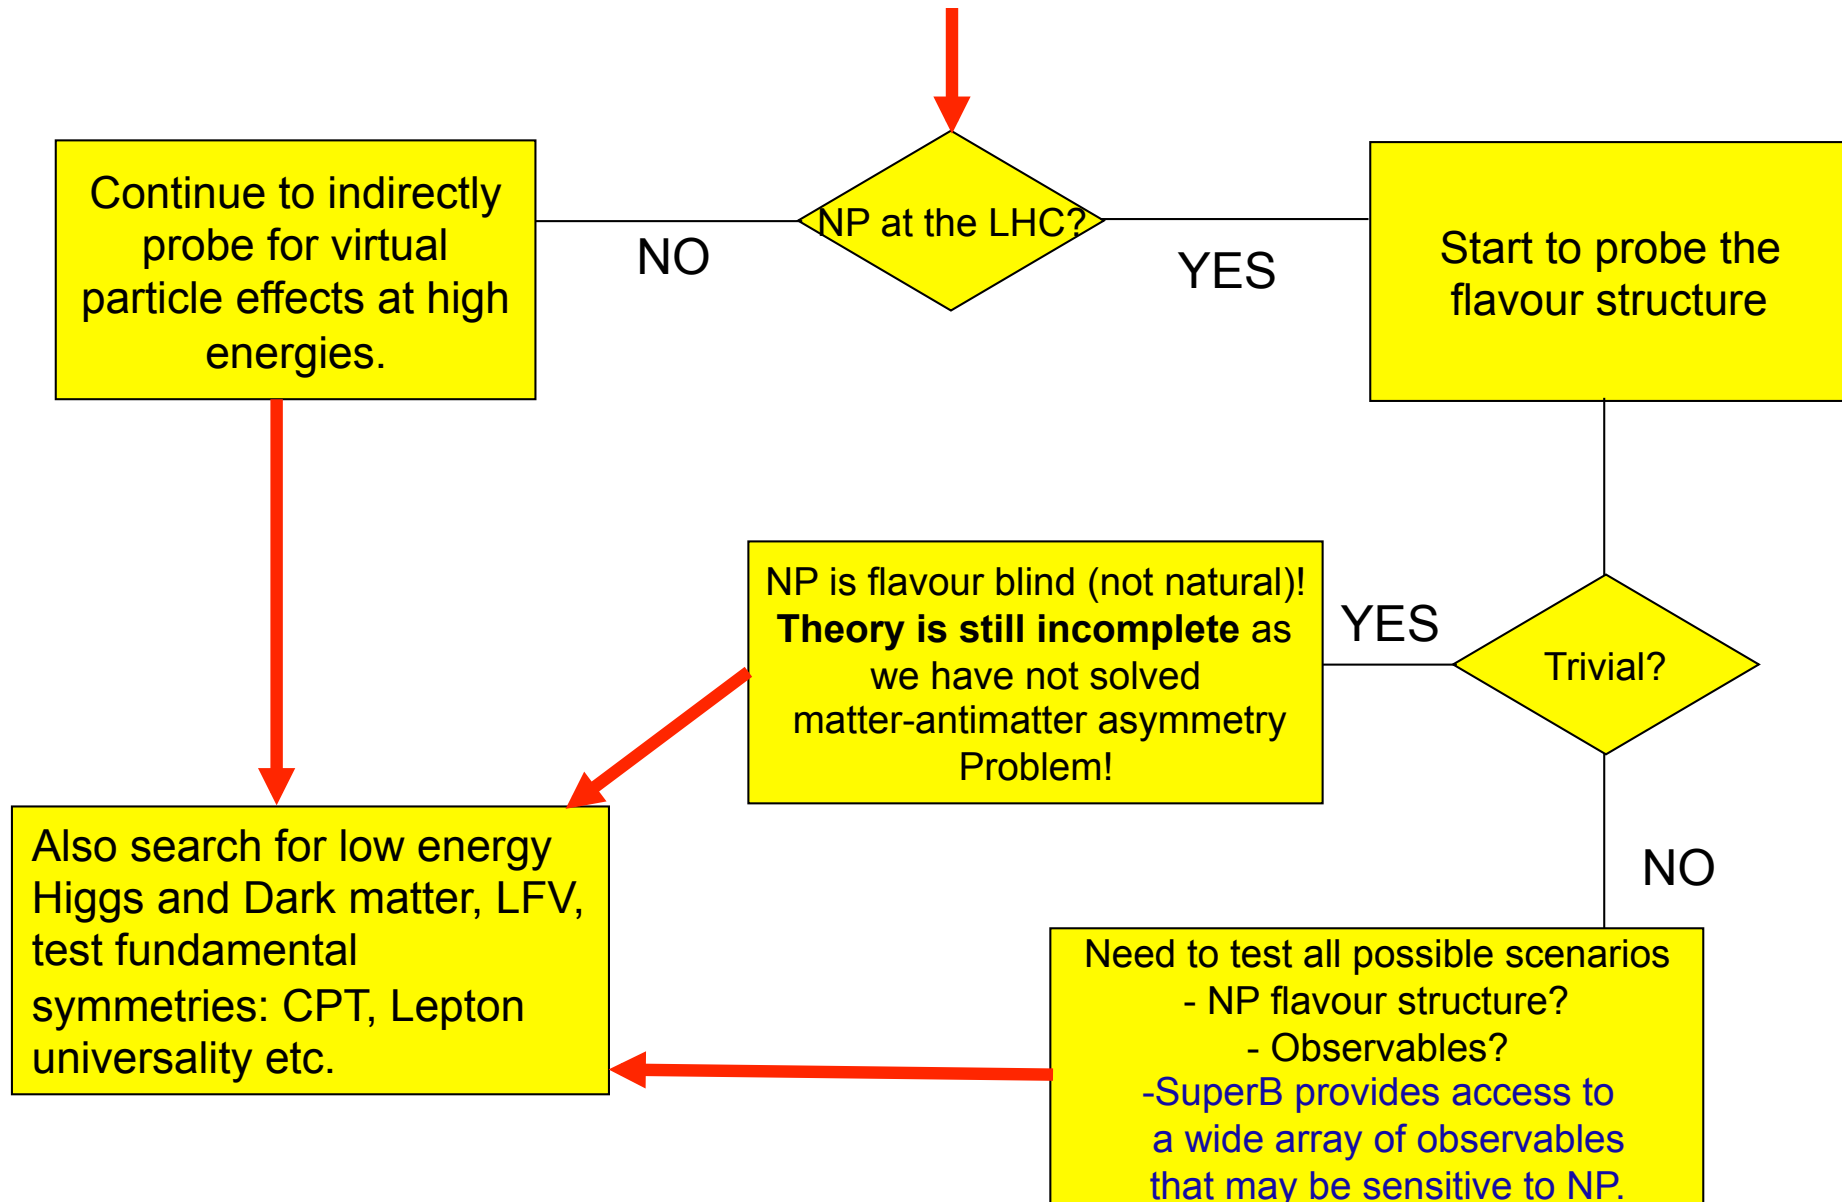 Continue to indirectly
probe for virtual
particle effects at high
energies.
NO
NP at the LHC?
YES
Start to probe the
flavour structure
NP is flavour blind (not natural)!
Theory is still incomplete as
we have not solved
matter-antimatter asymmetry
Problem!
YES
Trivial?
NO
Also search for low energy
Higgs and Dark matter, LFV,
test fundamental
symmetries: CPT, Lepton
universality etc.
Need to test all possible scenarios
- NP flavour structure?
- Observables?
-SuperB provides access to
a wide array of observables
that may be sensitive to NP.